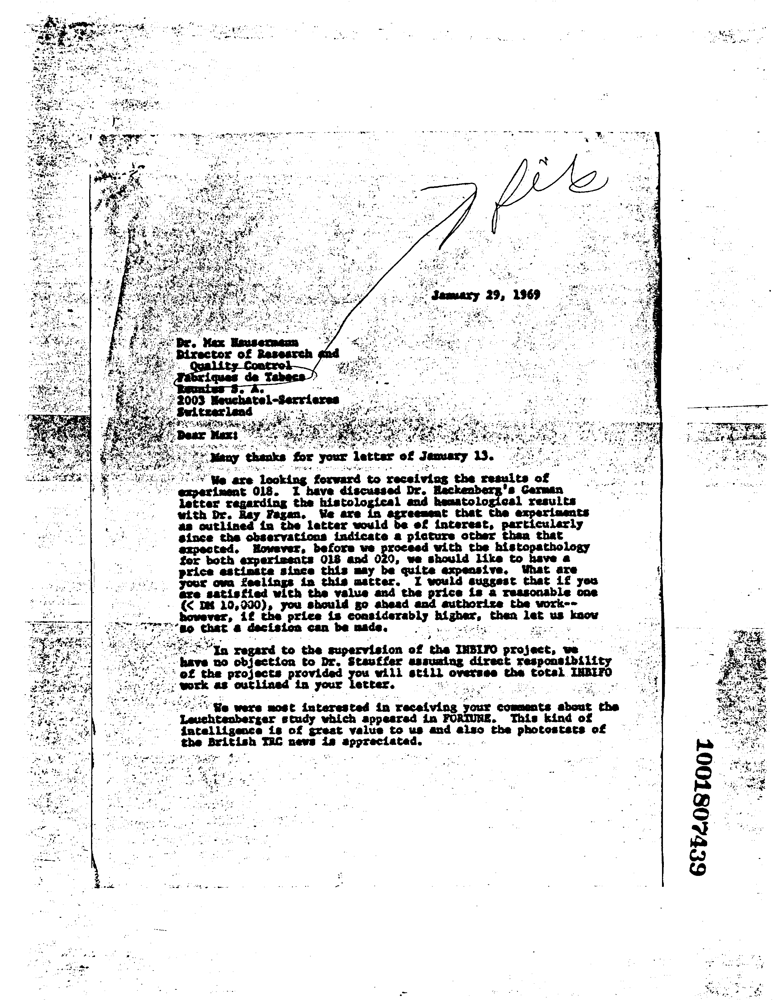 January 29, 1969
Dr. Max Hausermann
Director of Research and
Quality Control
Fabriques de Tabacs
Reunies S. A.
2003 Neuchatel-Serrieres
Switzerland
Dear Max:
Many thanks for your letter of January 13.
We are looking forward to receiving the results of
experiment 018. I have discussed Dr. Hackenberg's German
letter regarding the histological and hematological results
with Dr. Ray Fagan. We are in agreement that the experiments
as outlined in the letter would be of interest, particularly
since the observations indicate a picture other than that
expected. However, before we proceed with the histopathology
for both experiments 018 and 020, we should like to have a
price estimate since this may be quite expensive. What are
your own feelings in this matter. I would suggest that if you
are satisfied with the value and the price is a reasonable one
(< DM 10,000), you should go ahead and authorize the work--
however, if the price is considerably higher, then let us know
so that a decision can be made.
In regard to the supervision of the INBIFO project, we
have no objection to Dr. Stauffer assuming direct responsibility
of the projects provided you will still oversee the total INBIFO
work as outlined in your letter.
We were most interested in receiving your comments about the
Leuchtenberger study which appeared in FORTUNE. This kind of
intelligence is of great value to us and also the photostats of
the British TRC news is appreciated.
1001807439